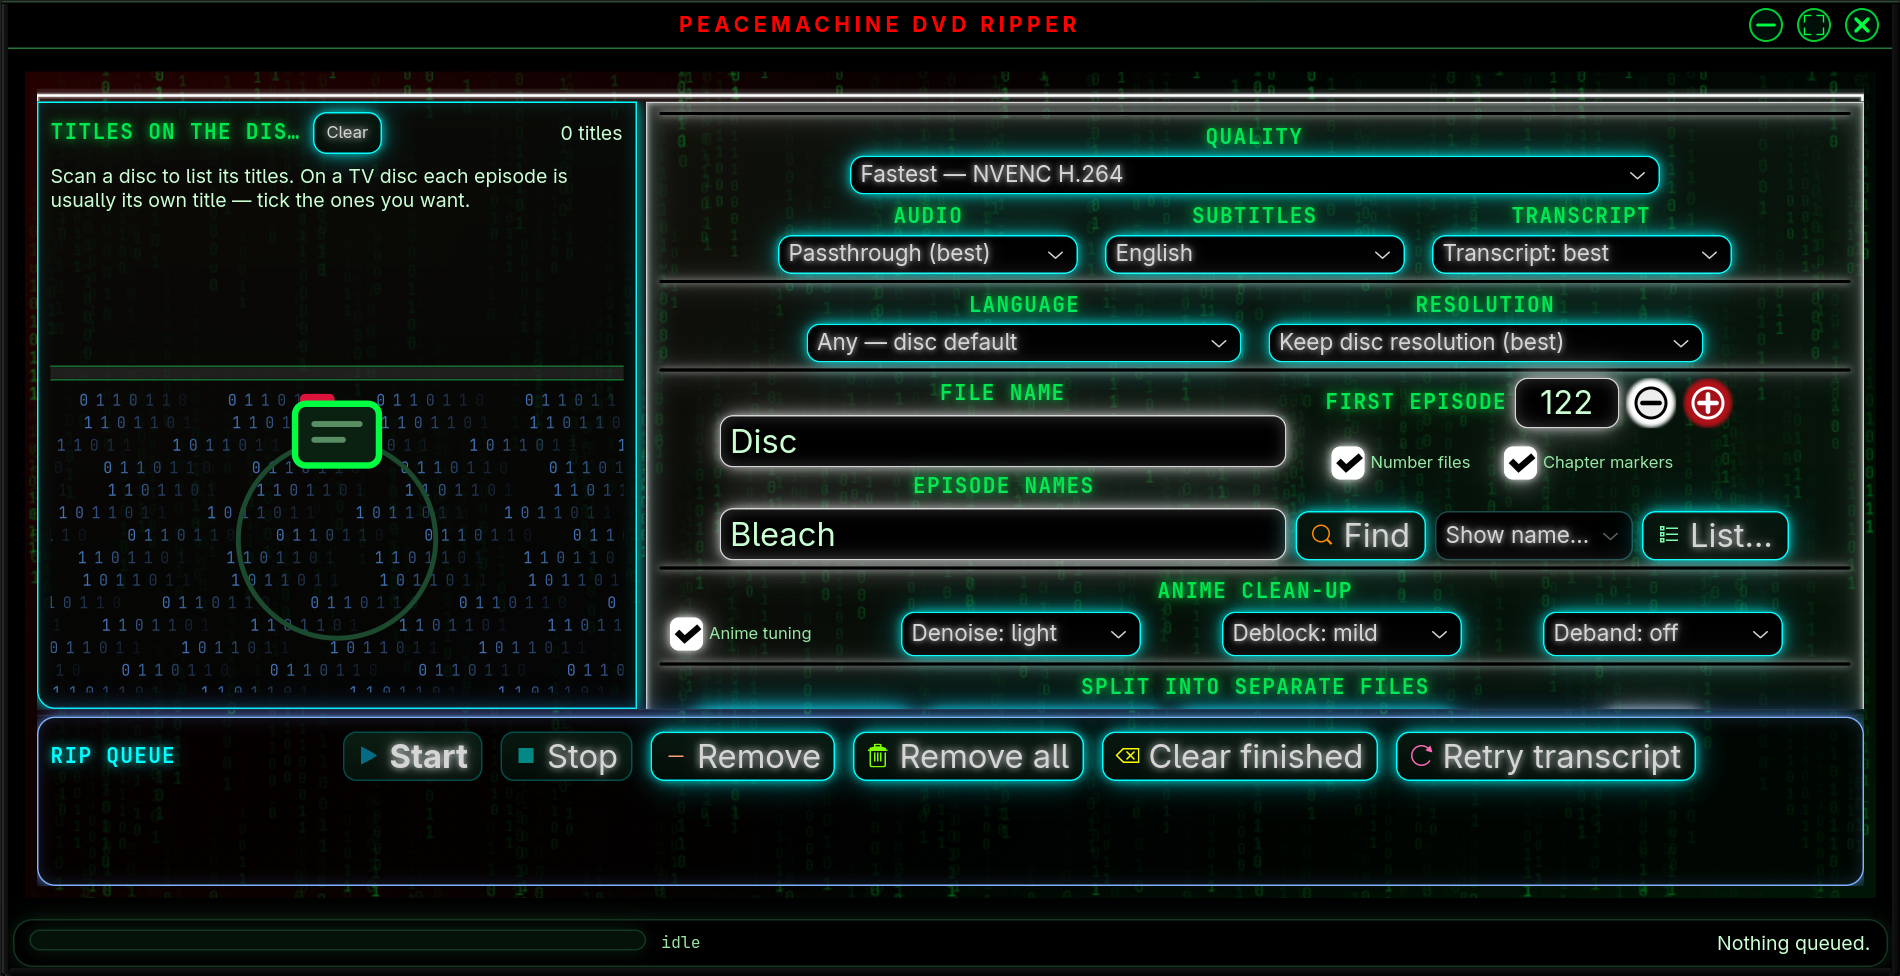 PEACEMACHINE DVD RIPPER
TITLES ON THE DIS… Clear 0 titles
Scan a disc to list its titles. On a TV disc each episode is
usually its own title — tick the ones you want.
QUALITY
Fastest — NVENC H.264
AUDIO SUBTITLES TRANSCRIPT
Passthrough (best) English Transcript: best
LANGUAGE RESOLUTION
Any — disc default Keep disc resolution (best)
FILE NAME FIRST EPISODE 122
Disc
Number files Chapter markers
EPISODE NAMES
Bleach Find Show name... List...
ANIME CLEAN-UP
Anime tuning Denoise: light Deblock: mild Deband: off
SPLIT INTO SEPARATE FILES
RIP QUEUE Start Stop Remove Remove all Clear finished Retry transcript
idle Nothing queued.